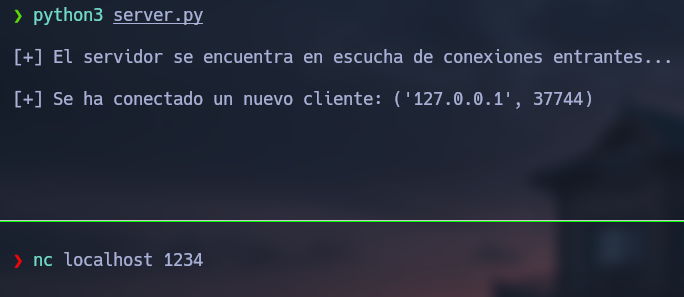 ❯ python3 server.py
[+] El servidor se encuentra en escucha de conexiones entrantes...
[+] Se ha conectado un nuevo cliente: ('127.0.0.1', 37744)
❯ nc localhost 1234